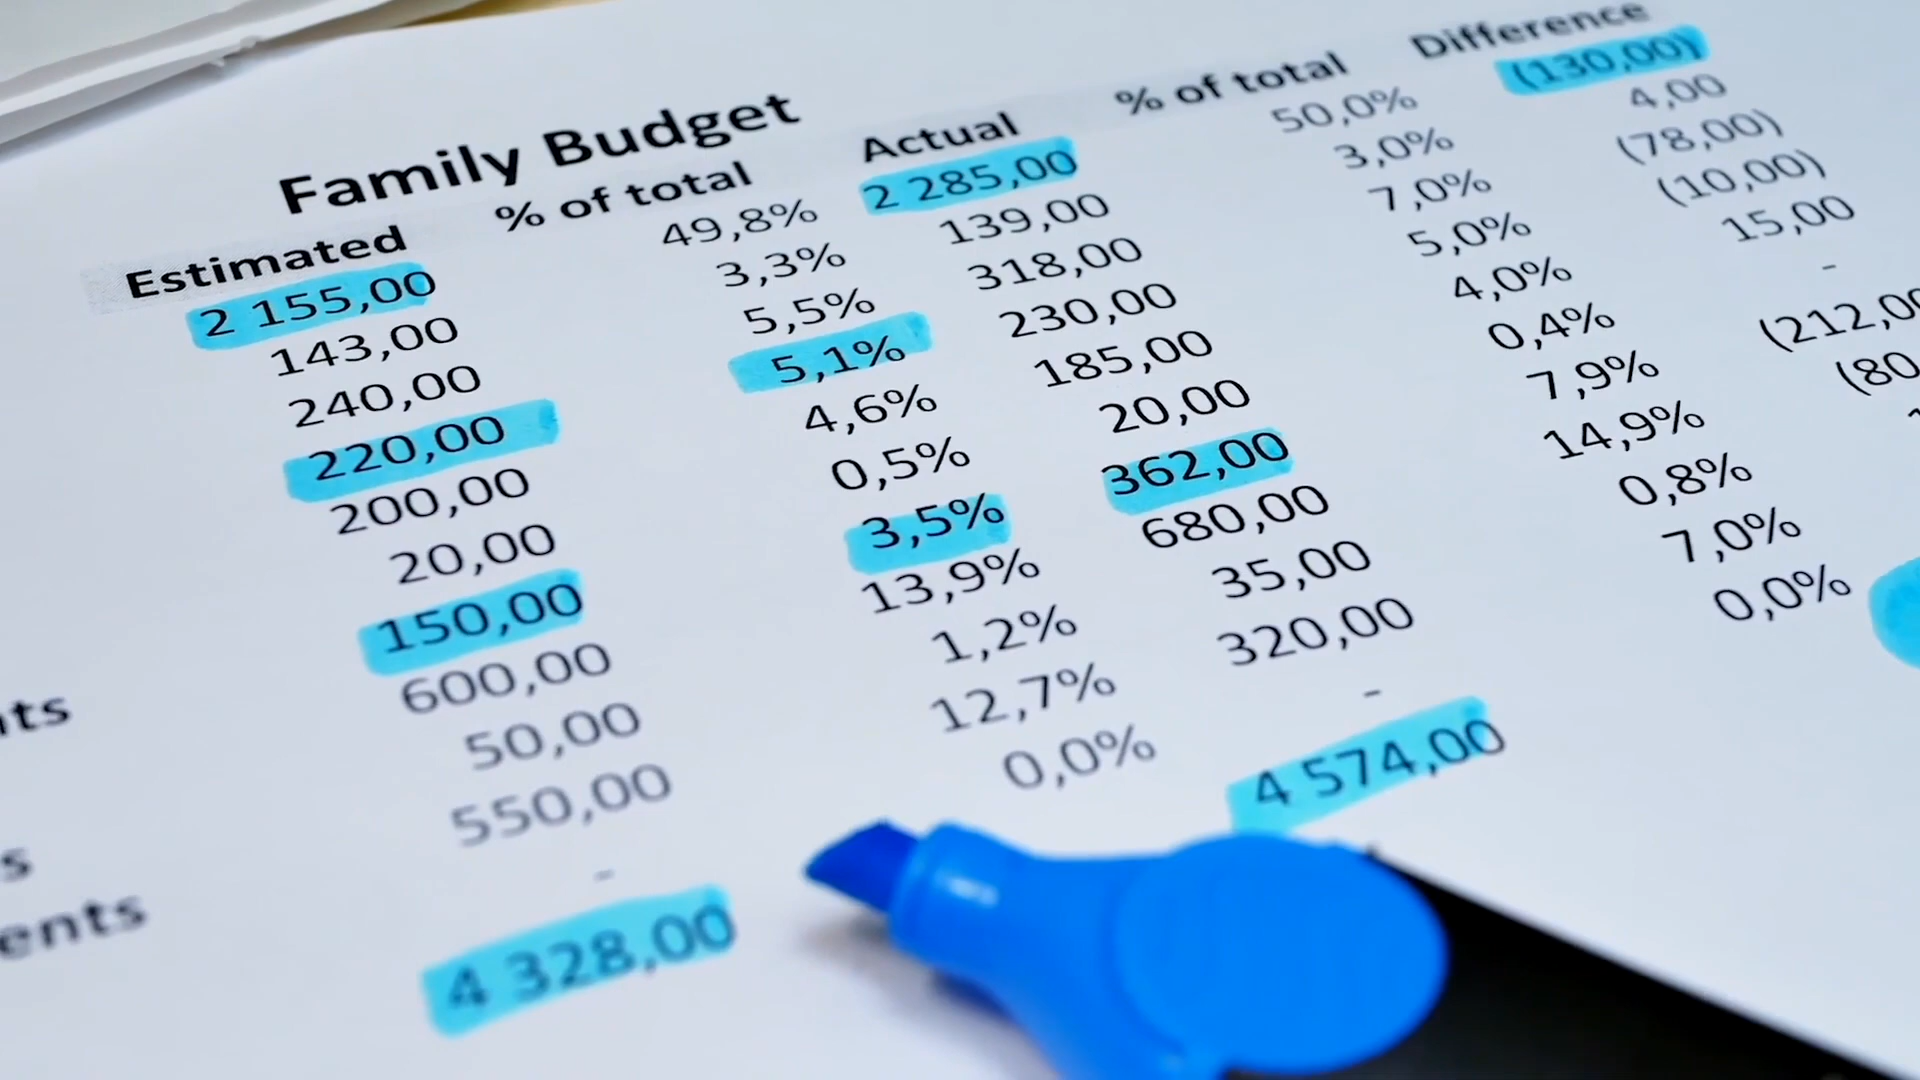 Family Budget
Estimated % of total Actual % of total Difference
2 155,00 49,8% 2 285,00 50,0% (130,00)
143,00 3,3% 139,00 3,0% 4,00
240,00 5,5% 318,00 7,0% (78,00)
220,00 5,1% 230,00 5,0% (10,00)
200,00 4,6% 185,00 4,0% 15,00
20,00 0,5% 20,00 0,4% -
nts 150,00 3,5% 362,00 7,9% (212,00
600,00 13,9% 680,00 14,9% (80
s 50,00 1,2% 35,00 0,8%
ents 550,00 12,7% 320,00 7,0%
- 0,0% - 0,0%
4 328,00 4 574,00